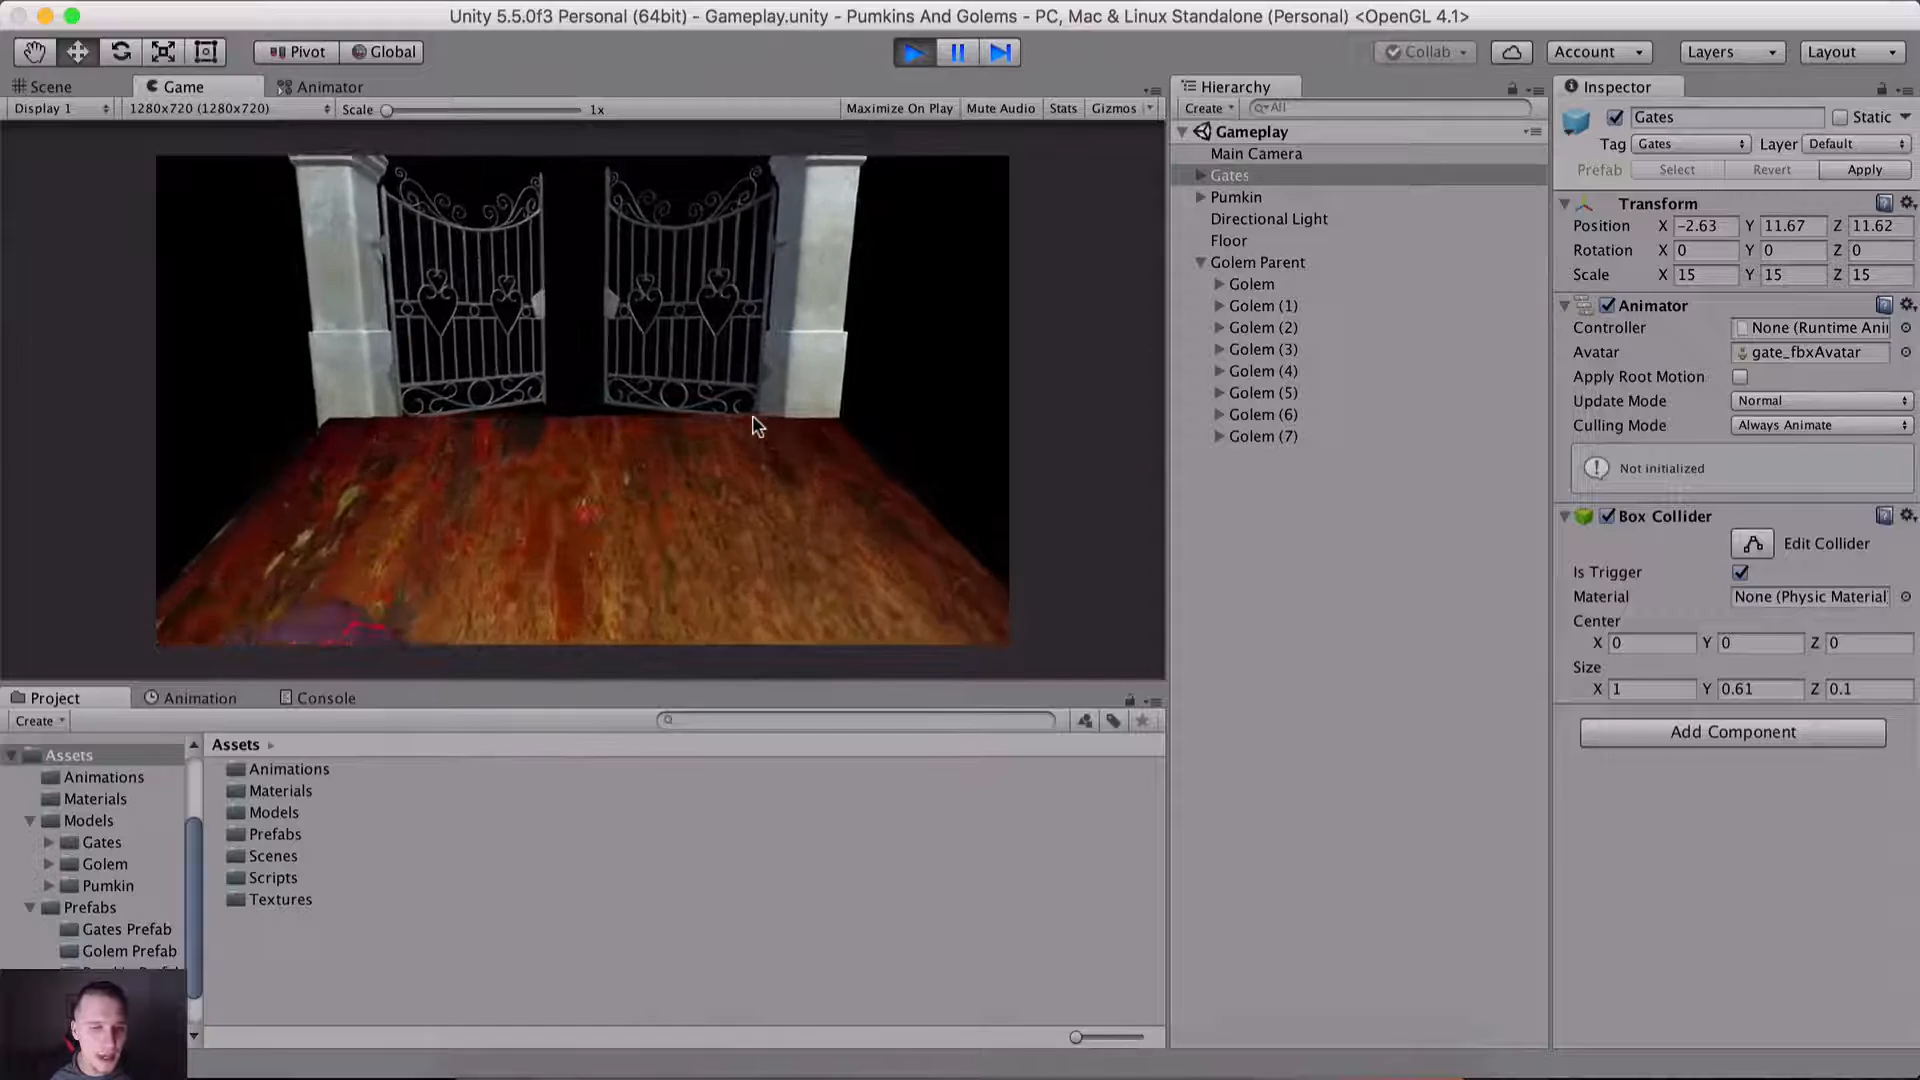 Unity 5.5.0f3 Personal (64bit) - Gameplay.unity - Pumkins And Golems - PC, Mac & Linux Standalone (Personal) <OpenGL 4.1>
Pivot Global Collab Account Layers Layout
Scene Game Animator
Display 1 1280x720 (1280x720) Scale 1x Maximize On Play Mute Audio Stats Gizmos
Hierarchy
Create All
Gameplay
Main Camera
Gates
Pumkin
Directional Light
Floor
Golem Parent
Golem
Golem (1)
Golem (2)
Golem (3)
Golem (4)
Golem (5)
Golem (6)
Golem (7)
Inspector
Gates Static
Tag Gates Layer Default
Prefab Select Revert Apply
Transform
Position X -2.63 Y 11.67 Z 11.62
Rotation X 0 Y 0 Z 0
Scale X 15 Y 15 Z 15
Animator
Controller None (Runtime Ani
Avatar gate_fbxAvatar
Apply Root Motion
Update Mode Normal
Culling Mode Always Animate
Not initialized
Box Collider
Edit Collider
Is Trigger
Material None (Physic Material
Center
X 0 Y 0 Z 0
Size
X 1 Y 0.61 Z 0.1
Add Component
Project Animation Console
Create
Assets
Animations
Materials
Models
Gates
Golem
Pumkin
Prefabs
Gates Prefab
Golem Prefab
Assets
Animations
Materials
Models
Prefabs
Scenes
Scripts
Textures